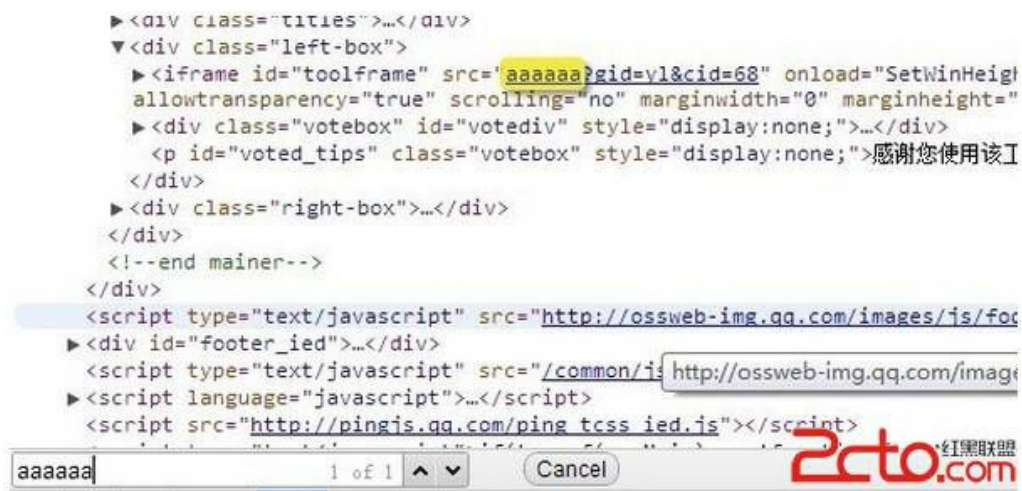 ▶<div class="titles">…</div>
▼<div class="left-box">
▶<iframe id="toolframe" src="aaaaaa?gid=yl&cid=68" onload="SetWinHeigh
allowtransparency="true" scrolling="no" marginwidth="0" marginheight="
▶<div class="votebox" id="votediv" style="display:none;">…</div>
<p id="voted_tips" class="votebox" style="display:none;">感谢您使用该工
</div>
▶<div class="right-box">…</div>
</div>
<!--end mainer-->
</div>
<script type="text/javascript" src="http://ossweb-img.qq.com/images/js/foo
▶<div id="footer_ied">…</div>
<script type="text/javascript" src="/common/js
http://ossweb-img.qq.com/image
▶<script language="javascript">…</script>
<script src="http://pingjs.qq.com/ping_tcss_ied.js"></script>
aaaaaa
1 of 1
Cancel
2cto.com
红黑联盟